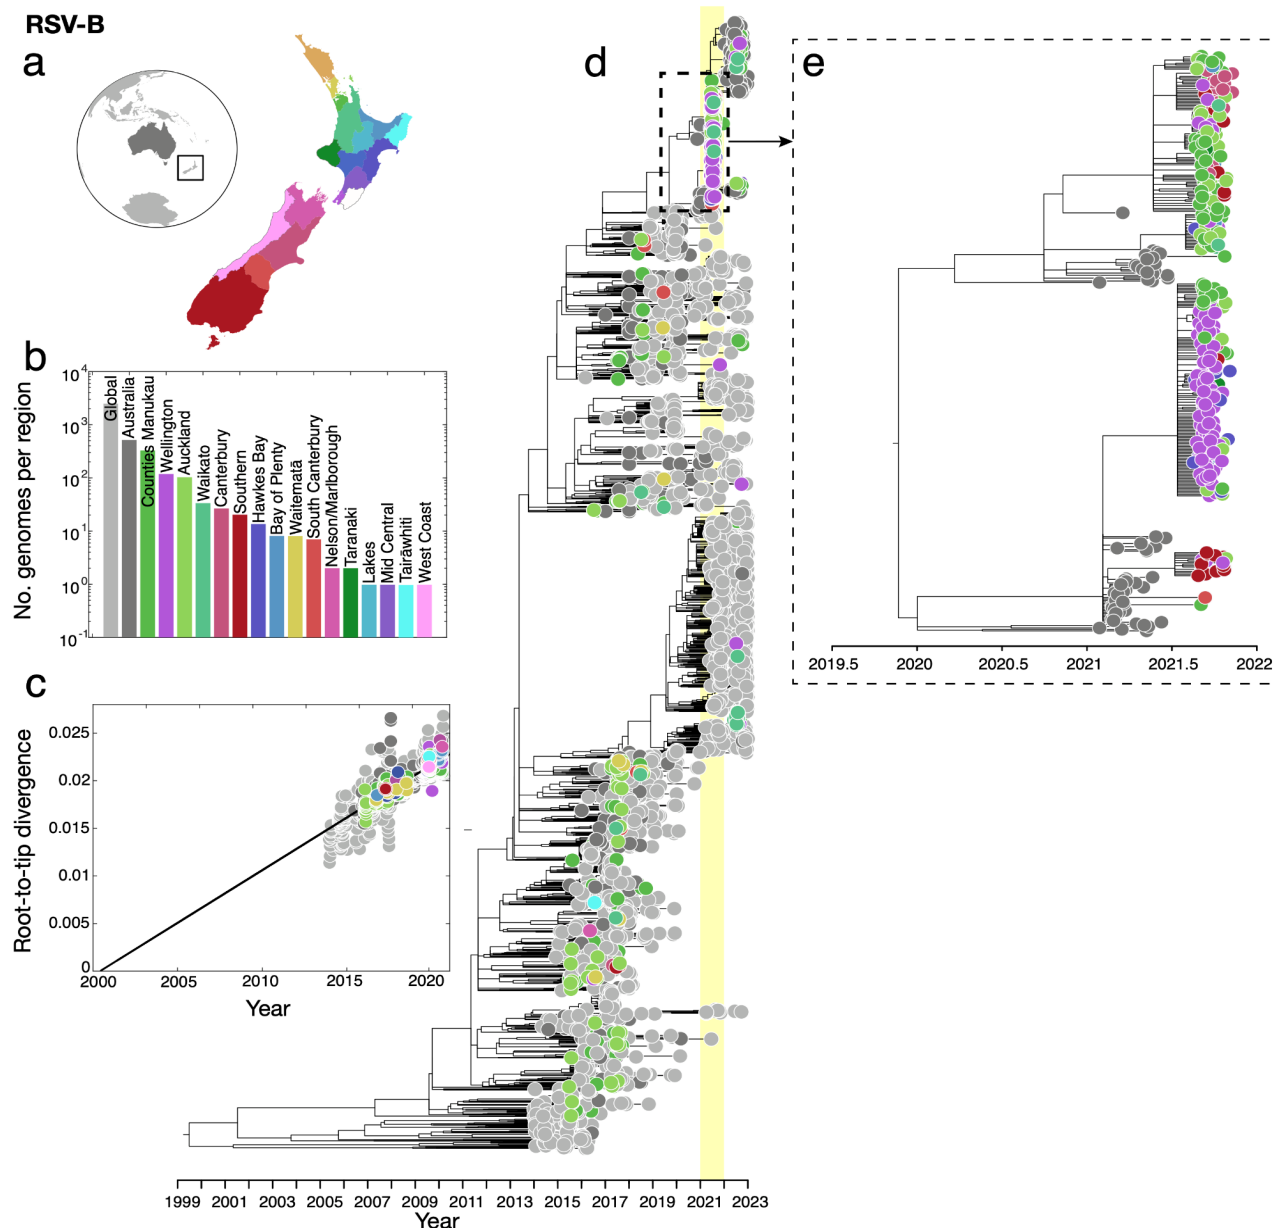 RSV-B
a
b
No. genomes per region
10^4
10^3
10^2
10^1
10^0
10^-1
Global
Australia
Counties Manukau
Wellington
Auckland
Waikato
Canterbury
Southern
Hawkes Bay
Bay of Plenty
Waitematā
South Canterbury
Nelson/Marlborough
Taranaki
Lakes
Mid Central
Tairāwhiti
West Coast
c
Root-to-tip divergence
0.025
0.02
0.015
0.01
0.005
0
2000 2005 2010 2015 2020
Year
d
1999 2001 2003 2005 2007 2009 2011 2013 2015 2017 2019 2021 2023
Year
e
2019.5 2020 2020.5 2021 2021.5 2022